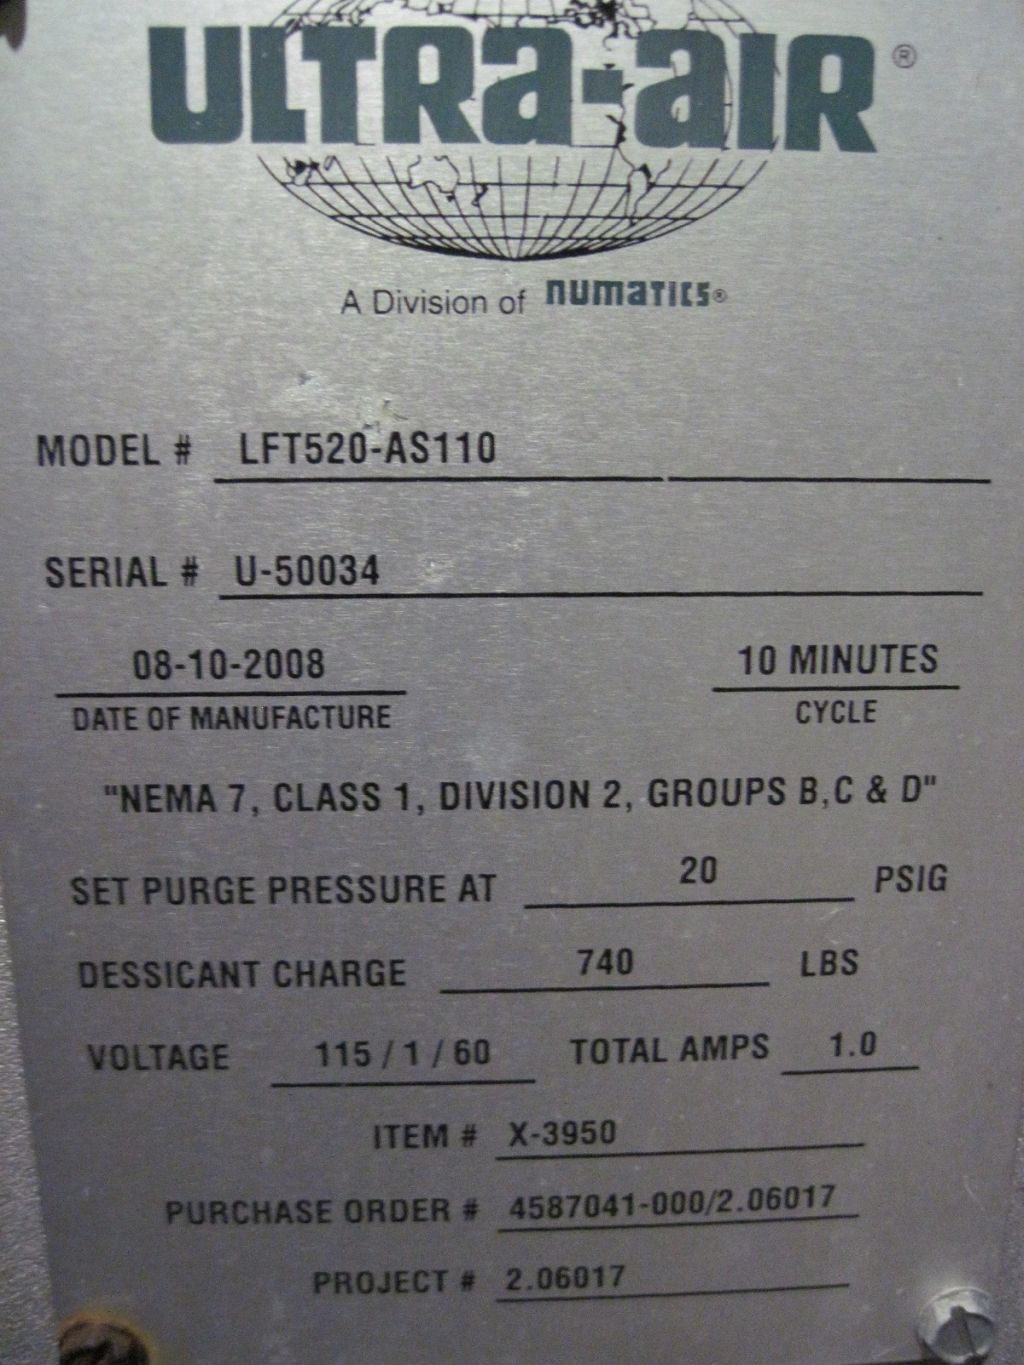 ULTRa-aIR®
A Division of numatics®
MODEL # LFT520-AS110
SERIAL # U-50034
08-10-2008 10 MINUTES
DATE OF MANUFACTURE CYCLE
"NEMA 7, CLASS 1, DIVISION 2, GROUPS B,C & D"
SET PURGE PRESSURE AT 20 PSIG
DESSICANT CHARGE 740 LBS
VOLTAGE 115 / 1 / 60 TOTAL AMPS 1.0
ITEM # X-3950
PURCHASE ORDER # 4587041-000/2.06017
PROJECT # 2.06017